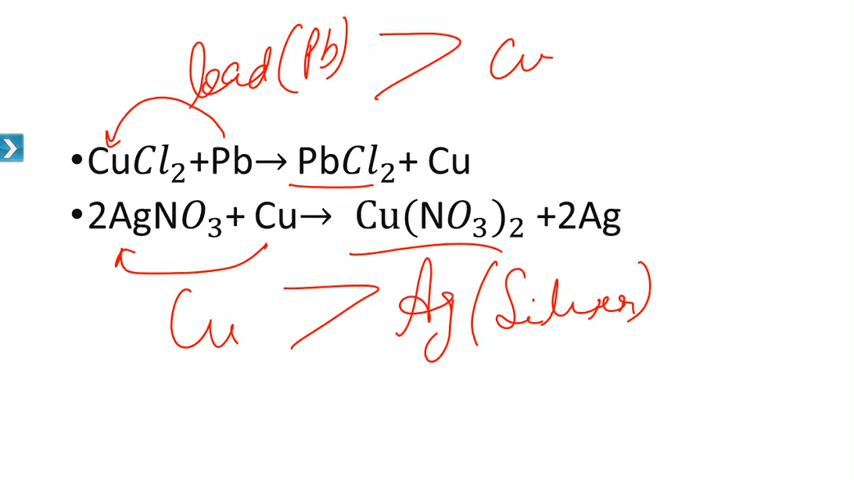 lead(Pb) > Cu
•CuCl₂+Pb→ PbCl₂+ Cu
•2AgNO₃+ Cu→ Cu(NO₃)₂ +2Ag
Cu > Ag(Silver)